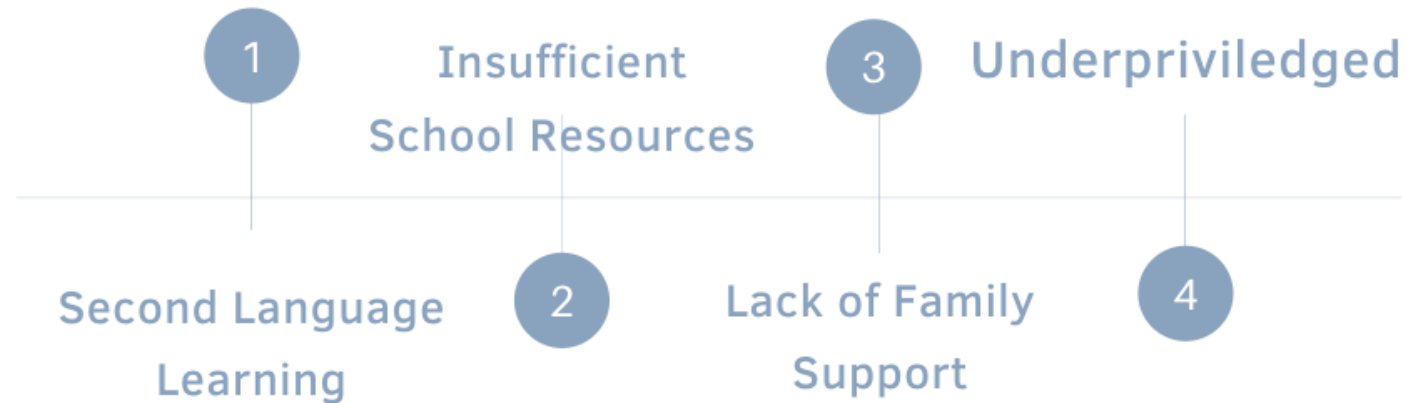 1
Second Language
Learning
Insufficient
School Resources
2
3
Lack of Family
Support
Underpriviledged
4